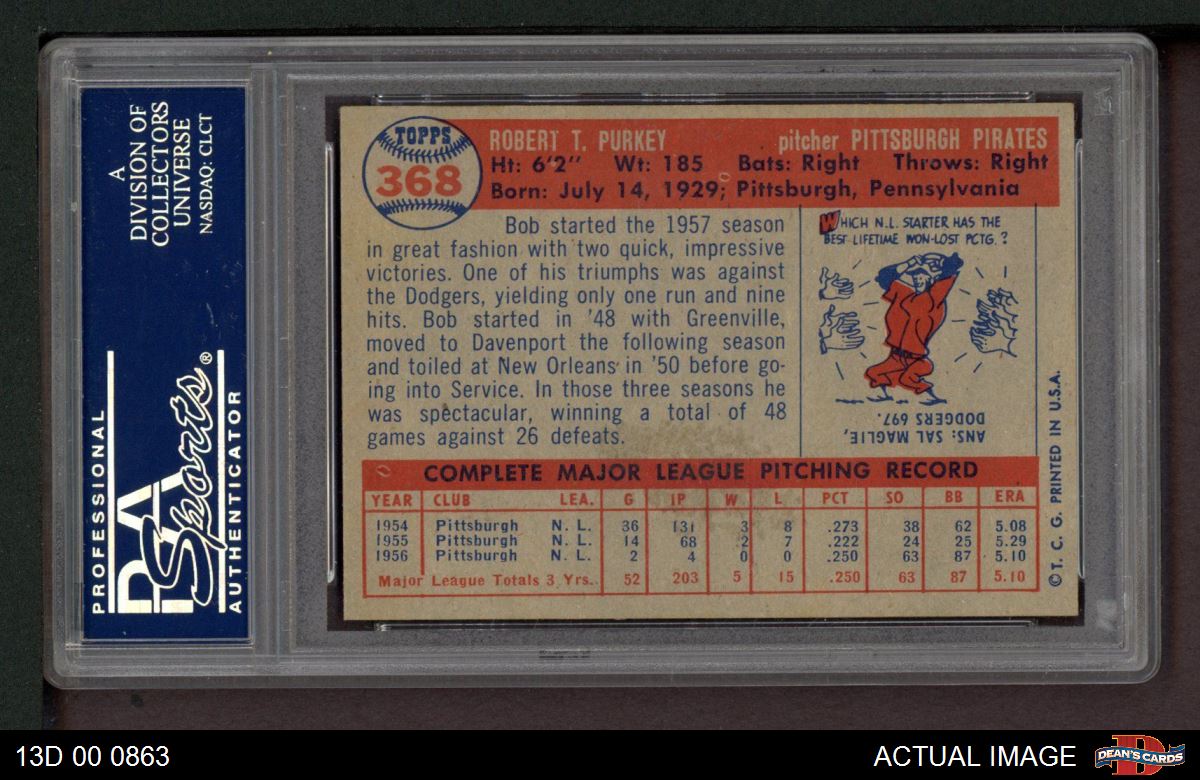 A
DIVISION OF
COLLECTORS
UNIVERSE
NASDAQ: CLCT
PROFESSIONAL
PSA
Sports®
AUTHENTICATOR
TOPPS
368
ROBERT T. PURKEY pitcher PITTSBURGH PIRATES
Ht: 6'2" Wt: 185 Bats: Right Throws: Right
Born: July 14, 1929; Pittsburgh, Pennsylvania
Bob started the 1957 season
in great fashion with two quick, impressive
victories. One of his triumphs was against
the Dodgers, yielding only one run and nine
hits. Bob started in '48 with Greenville,
moved to Davenport the following season
and toiled at New Orleans in '50 before go-
ing into Service. In those three seasons he
was spectacular, winning a total of 48
games against 26 defeats.
WHICH N.L. STARTER HAS THE
BEST LIFETIME WON-LOST PCTG.?
ANS: SAL MAGLIE,
DODGERS 697.
COMPLETE MAJOR LEAGUE PITCHING RECORD
YEAR CLUB LEA. G IP W L PCT SO BB ERA
1954 Pittsburgh N. L. 36 131 3 8 .273 38 62 5.08
1955 Pittsburgh N. L. 14 68 2 7 .222 24 25 5.29
1956 Pittsburgh N. L. 2 4 0 0 .250 63 87 5.10
Major League Totals 3 Yrs.. 52 203 5 15 .250 63 87 5.10
© T. C. G. PRINTED IN U.S.A.
13D 00 0863
ACTUAL IMAGE
D
DEAN'S CARDS